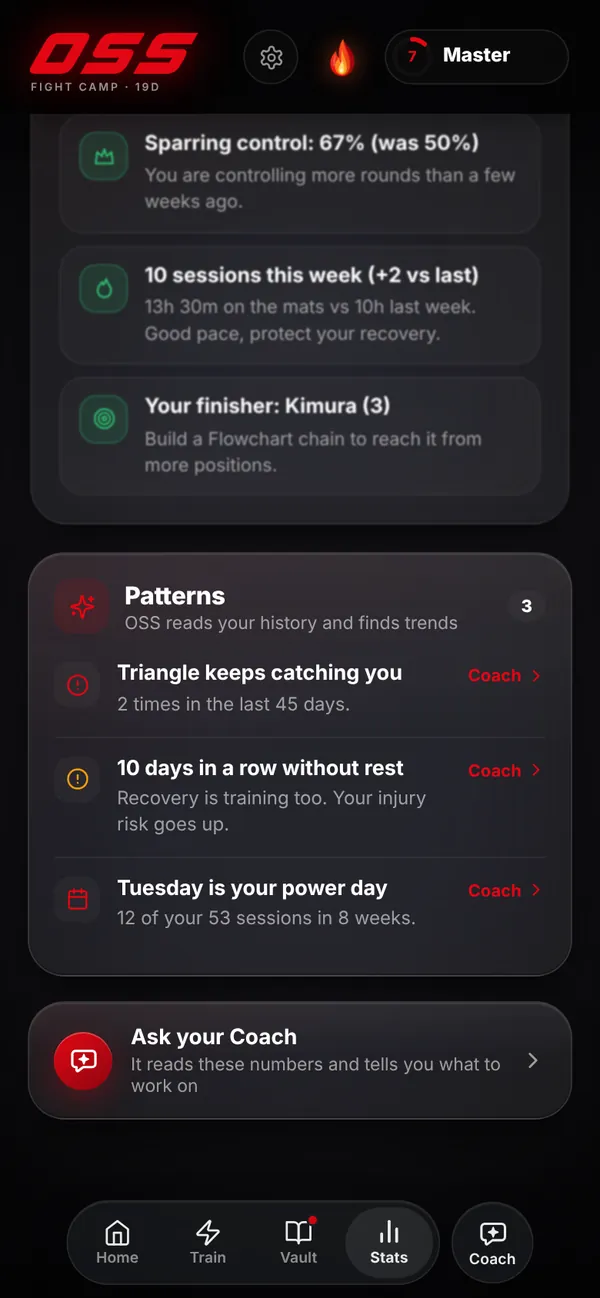 OSS
FIGHT CAMP · 19D
7
Master
Sparring control: 67% (was 50%)
You are controlling more rounds than a few
weeks ago.
10 sessions this week (+2 vs last)
13h 30m on the mats vs 10h last week.
Good pace, protect your recovery.
Your finisher: Kimura (3)
Build a Flowchart chain to reach it from
more positions.
Patterns
OSS reads your history and finds trends
3
Triangle keeps catching you
Coach
2 times in the last 45 days.
10 days in a row without rest
Coach
Recovery is training too. Your injury
risk goes up.
Tuesday is your power day
Coach
12 of your 53 sessions in 8 weeks.
Ask your Coach
It reads these numbers and tells you what to
work on
Home
Train
Vault
Stats
Coach